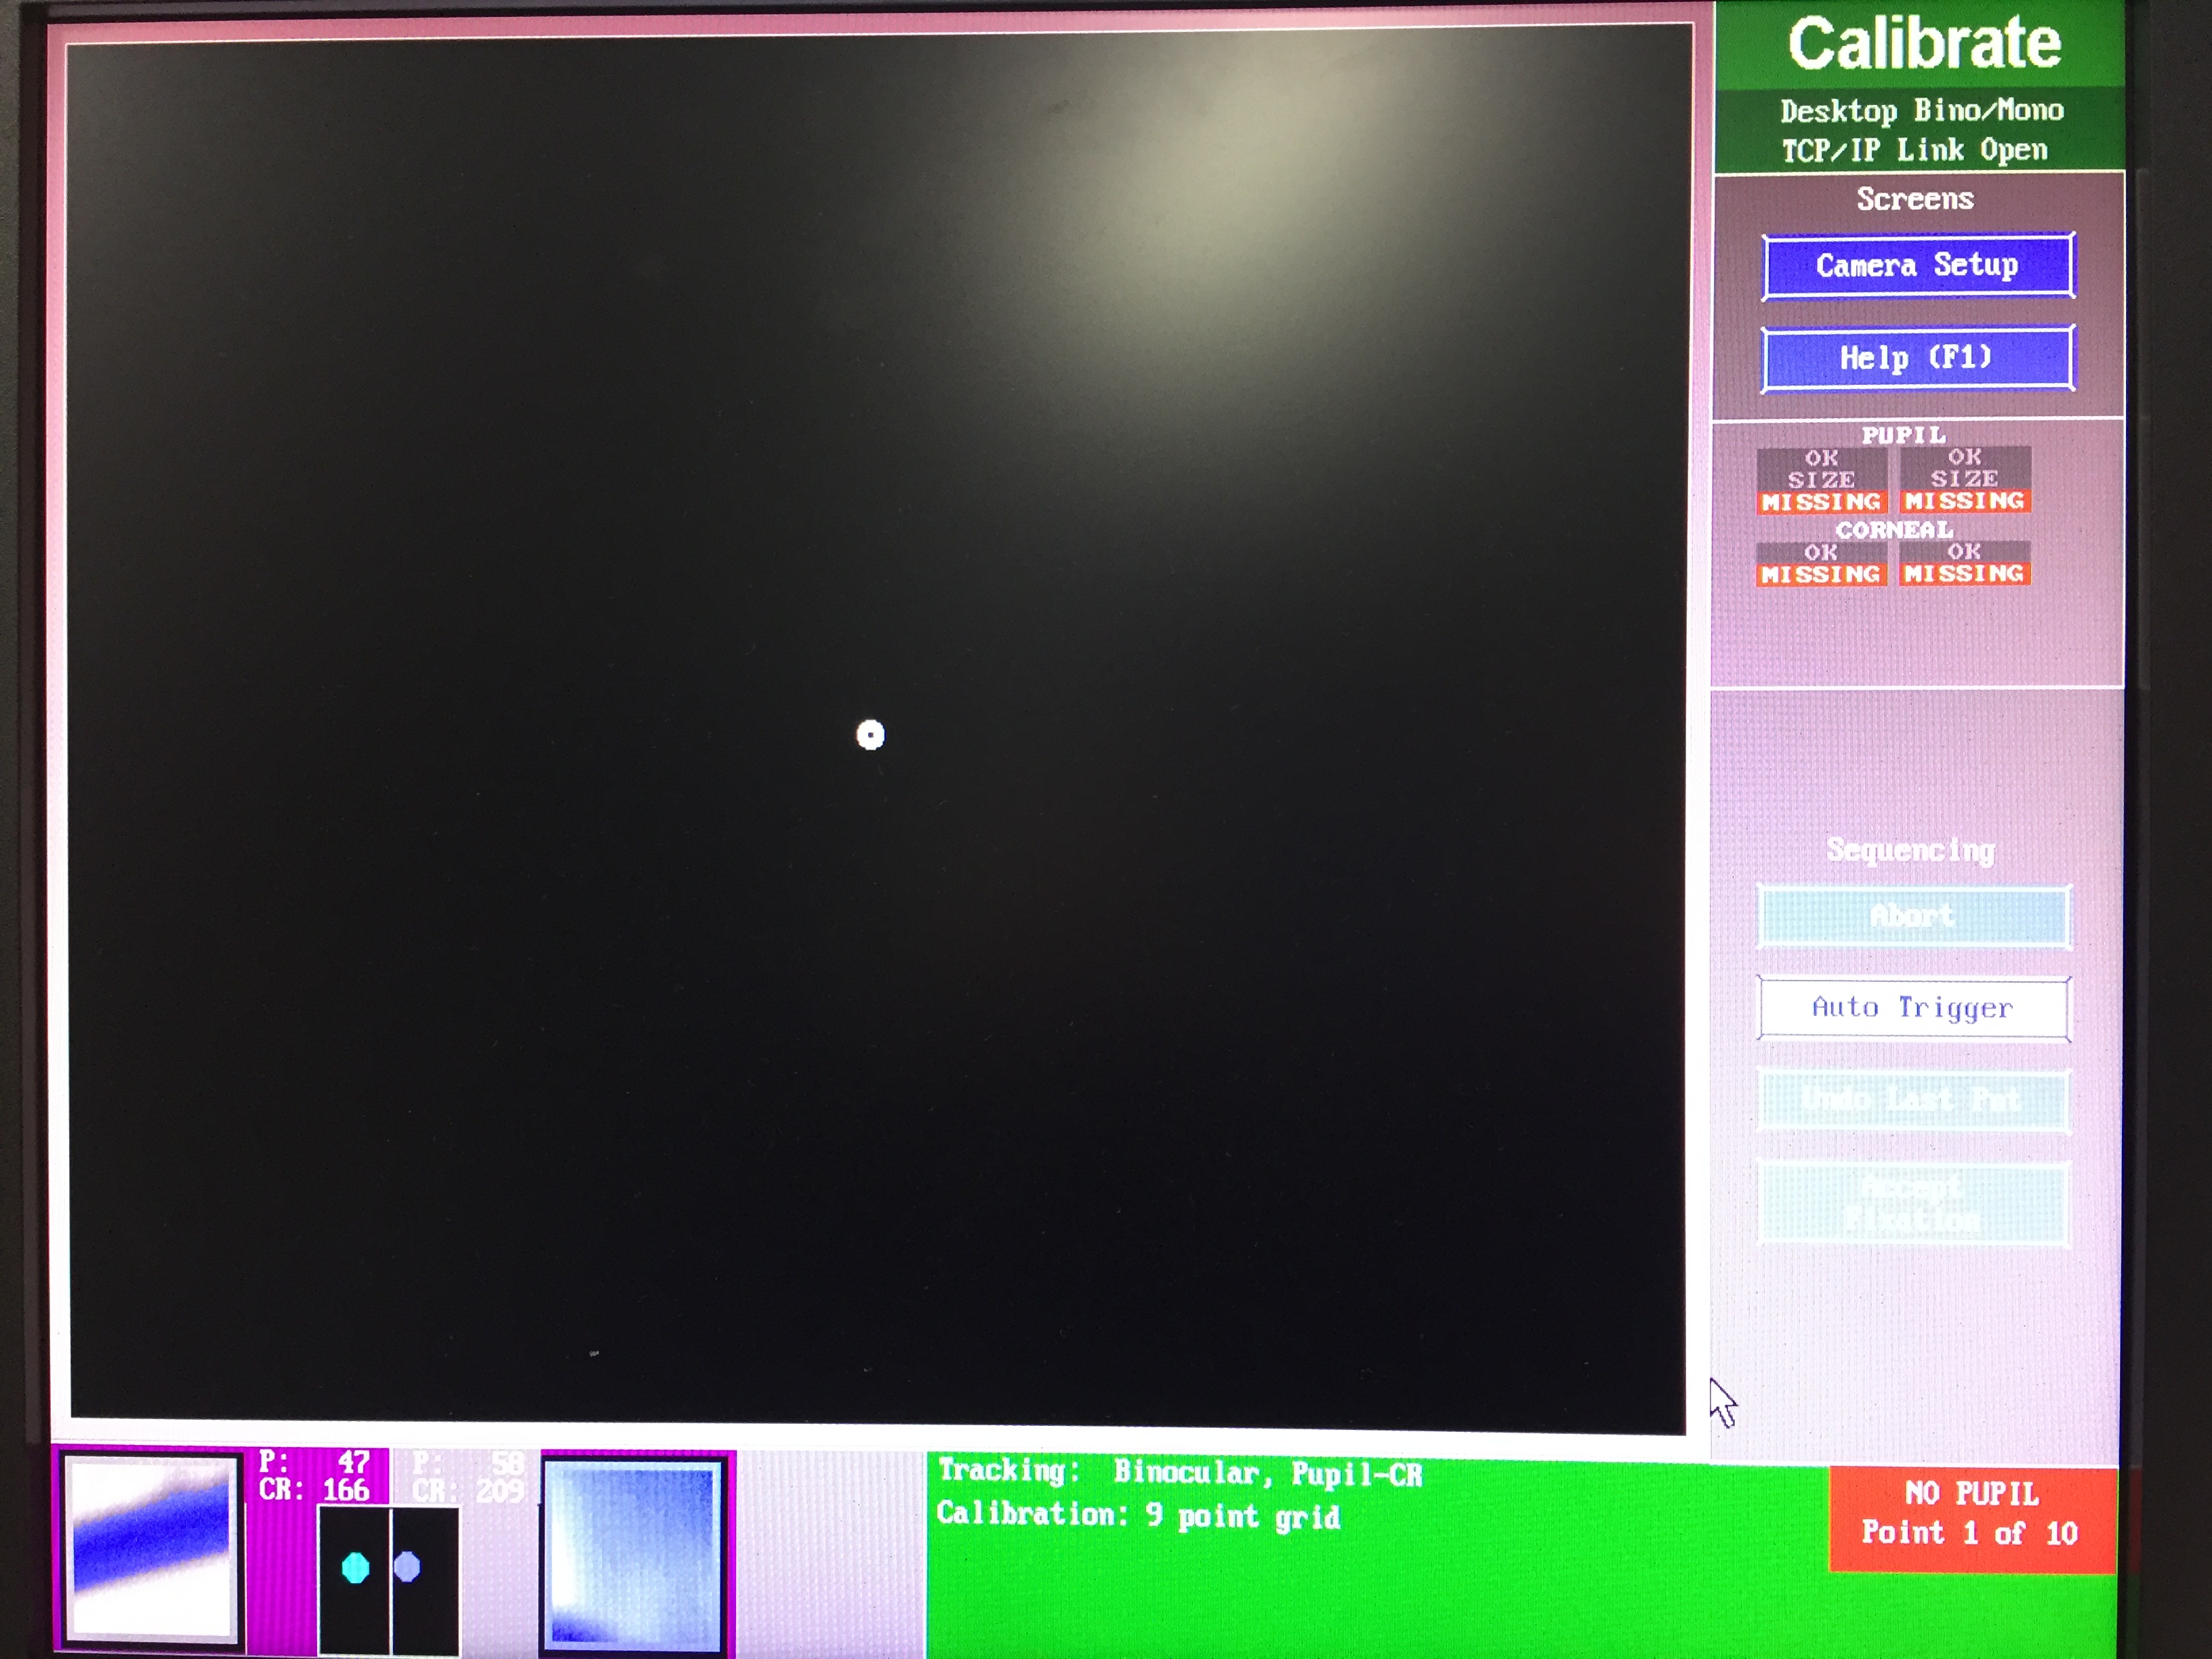 Calibrate
Desktop Bino/Mono
TCP/IP Link Open
Screens
Camera Setup
Help (F1)
PUPIL
OK OK
SIZE SIZE
MISSING MISSING
CORNEAL
OK OK
MISSING MISSING
Sequencing
Abort
Auto Trigger
Undo Last Pnt
Accept
Fixation
P: 47 P: 58
CR: 166 CR: 209
Tracking: Binocular, Pupil-CR
Calibration: 9 point grid
NO PUPIL
Point 1 of 10